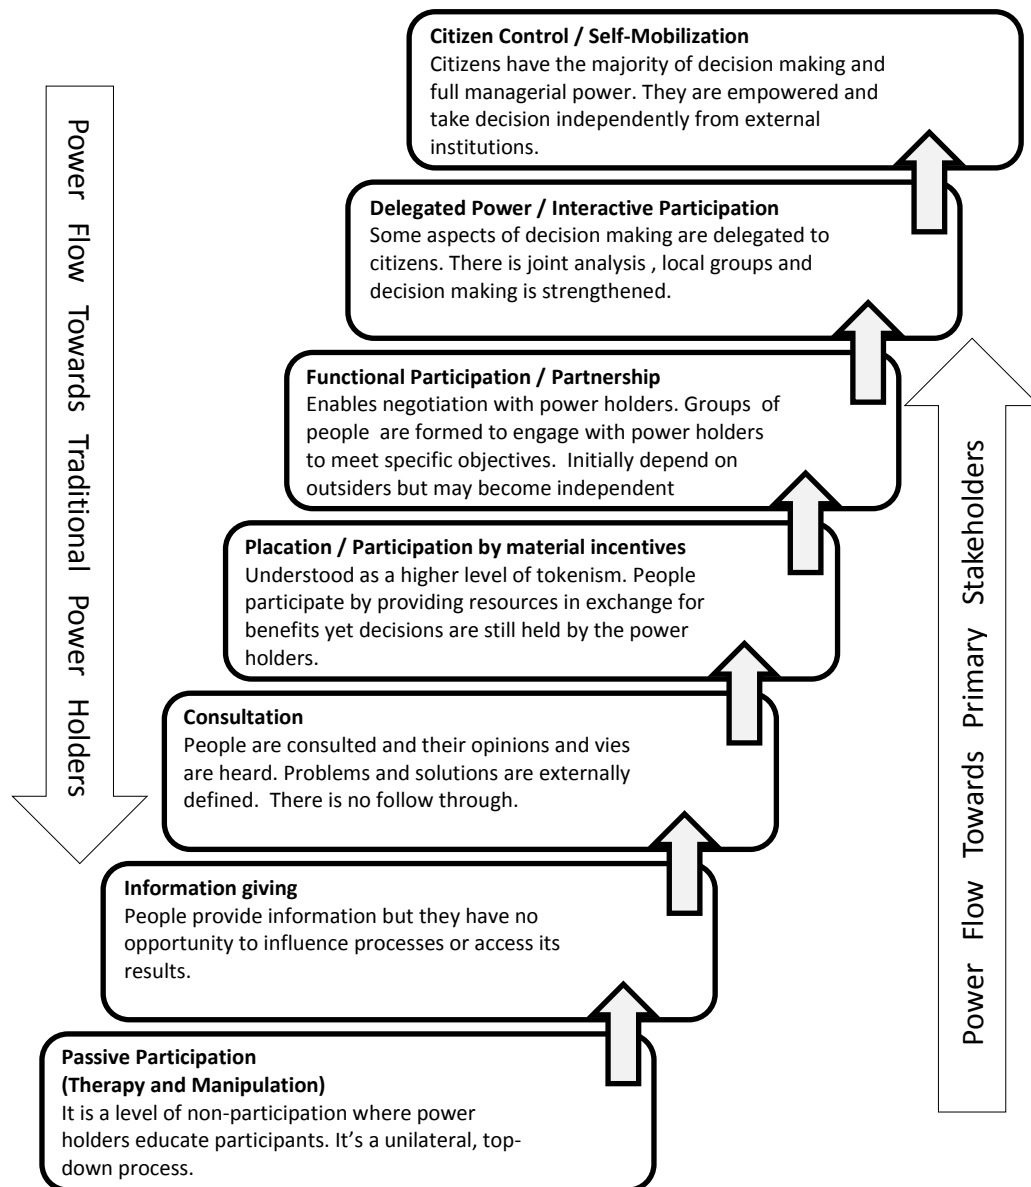 Citizen Control / Self-Mobilization
Citizens have the majority of decision making and
full managerial power. They are empowered and
take decision independently from external
institutions.
Power Flow Towards Traditional Power Holders
Delegated Power / Interactive Participation
Some aspects of decision making are delegated to
citizens. There is joint analysis , local groups and
decision making is strengthened.
Functional Participation / Partnership
Enables negotiation with power holders. Groups of
people are formed to engage with power holders
to meet specific objectives. Initially depend on
outsiders but may become independent
Power Flow Towards Primary Stakeholders
Placation / Participation by material incentives
Understood as a higher level of tokenism. People
participate by providing resources in exchange for
benefits yet decisions are still held by the power
holders.
Consultation
People are consulted and their opinions and vies
are heard. Problems and solutions are externally
defined. There is no follow through.
Information giving
People provide information but they have no
opportunity to influence processes or access its
results.
Passive Participation
(Therapy and Manipulation)
It is a level of non-participation where power
holders educate participants. It’s a unilateral, top-
down process.